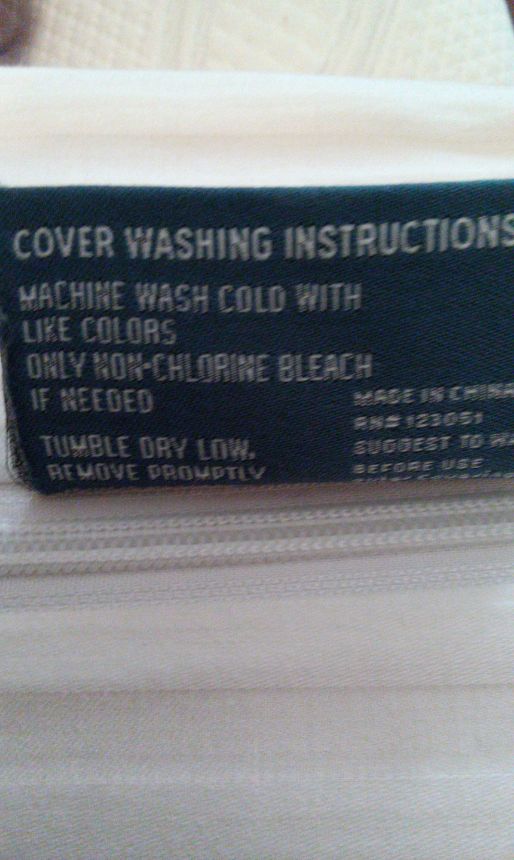 COVER WASHING INSTRUCTIONS
MACHINE WASH COLD WITH
LIKE COLORS
ONLY NON-CHLORINE BLEACH
IF NEEDED
TUMBLE DRY LOW.
REMOVE PROMPTLY
MADE IN CHINA
RN# 123051
SUGGEST TO
BEFORE USE